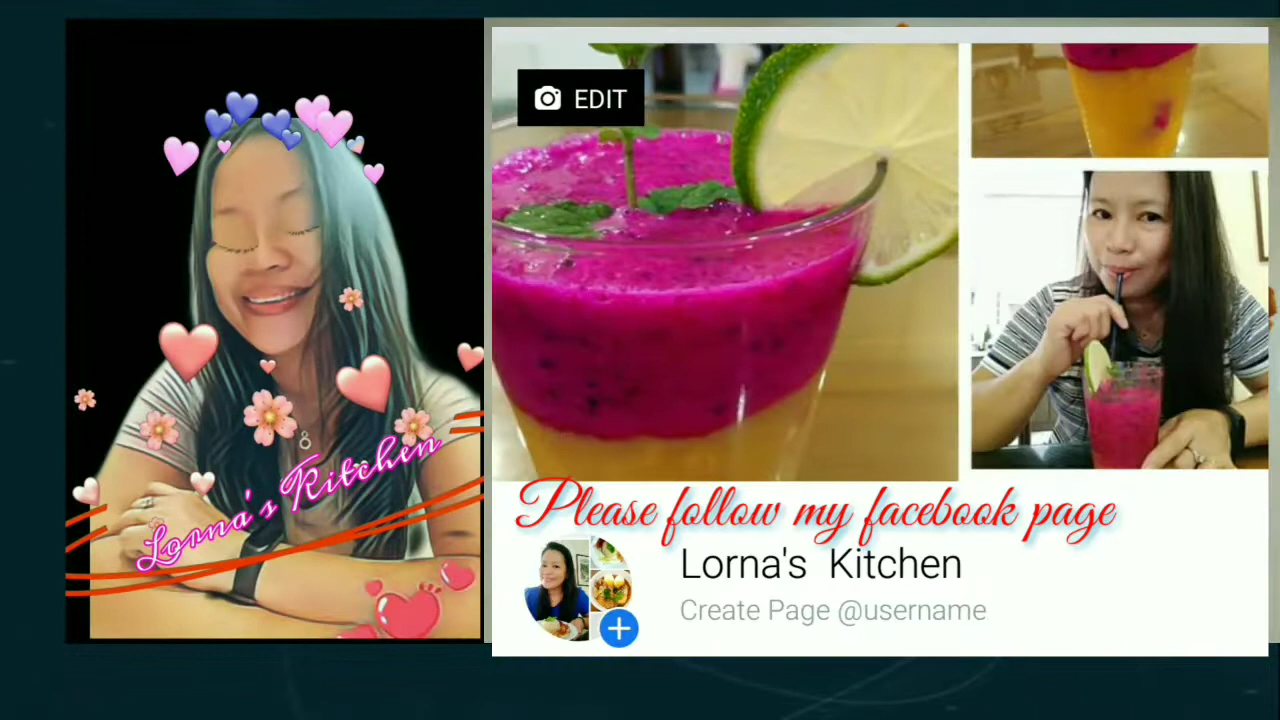 EDIT
Lorna's Kitchen
Please follow my facebook page
Lorna's Kitchen
Create Page @username